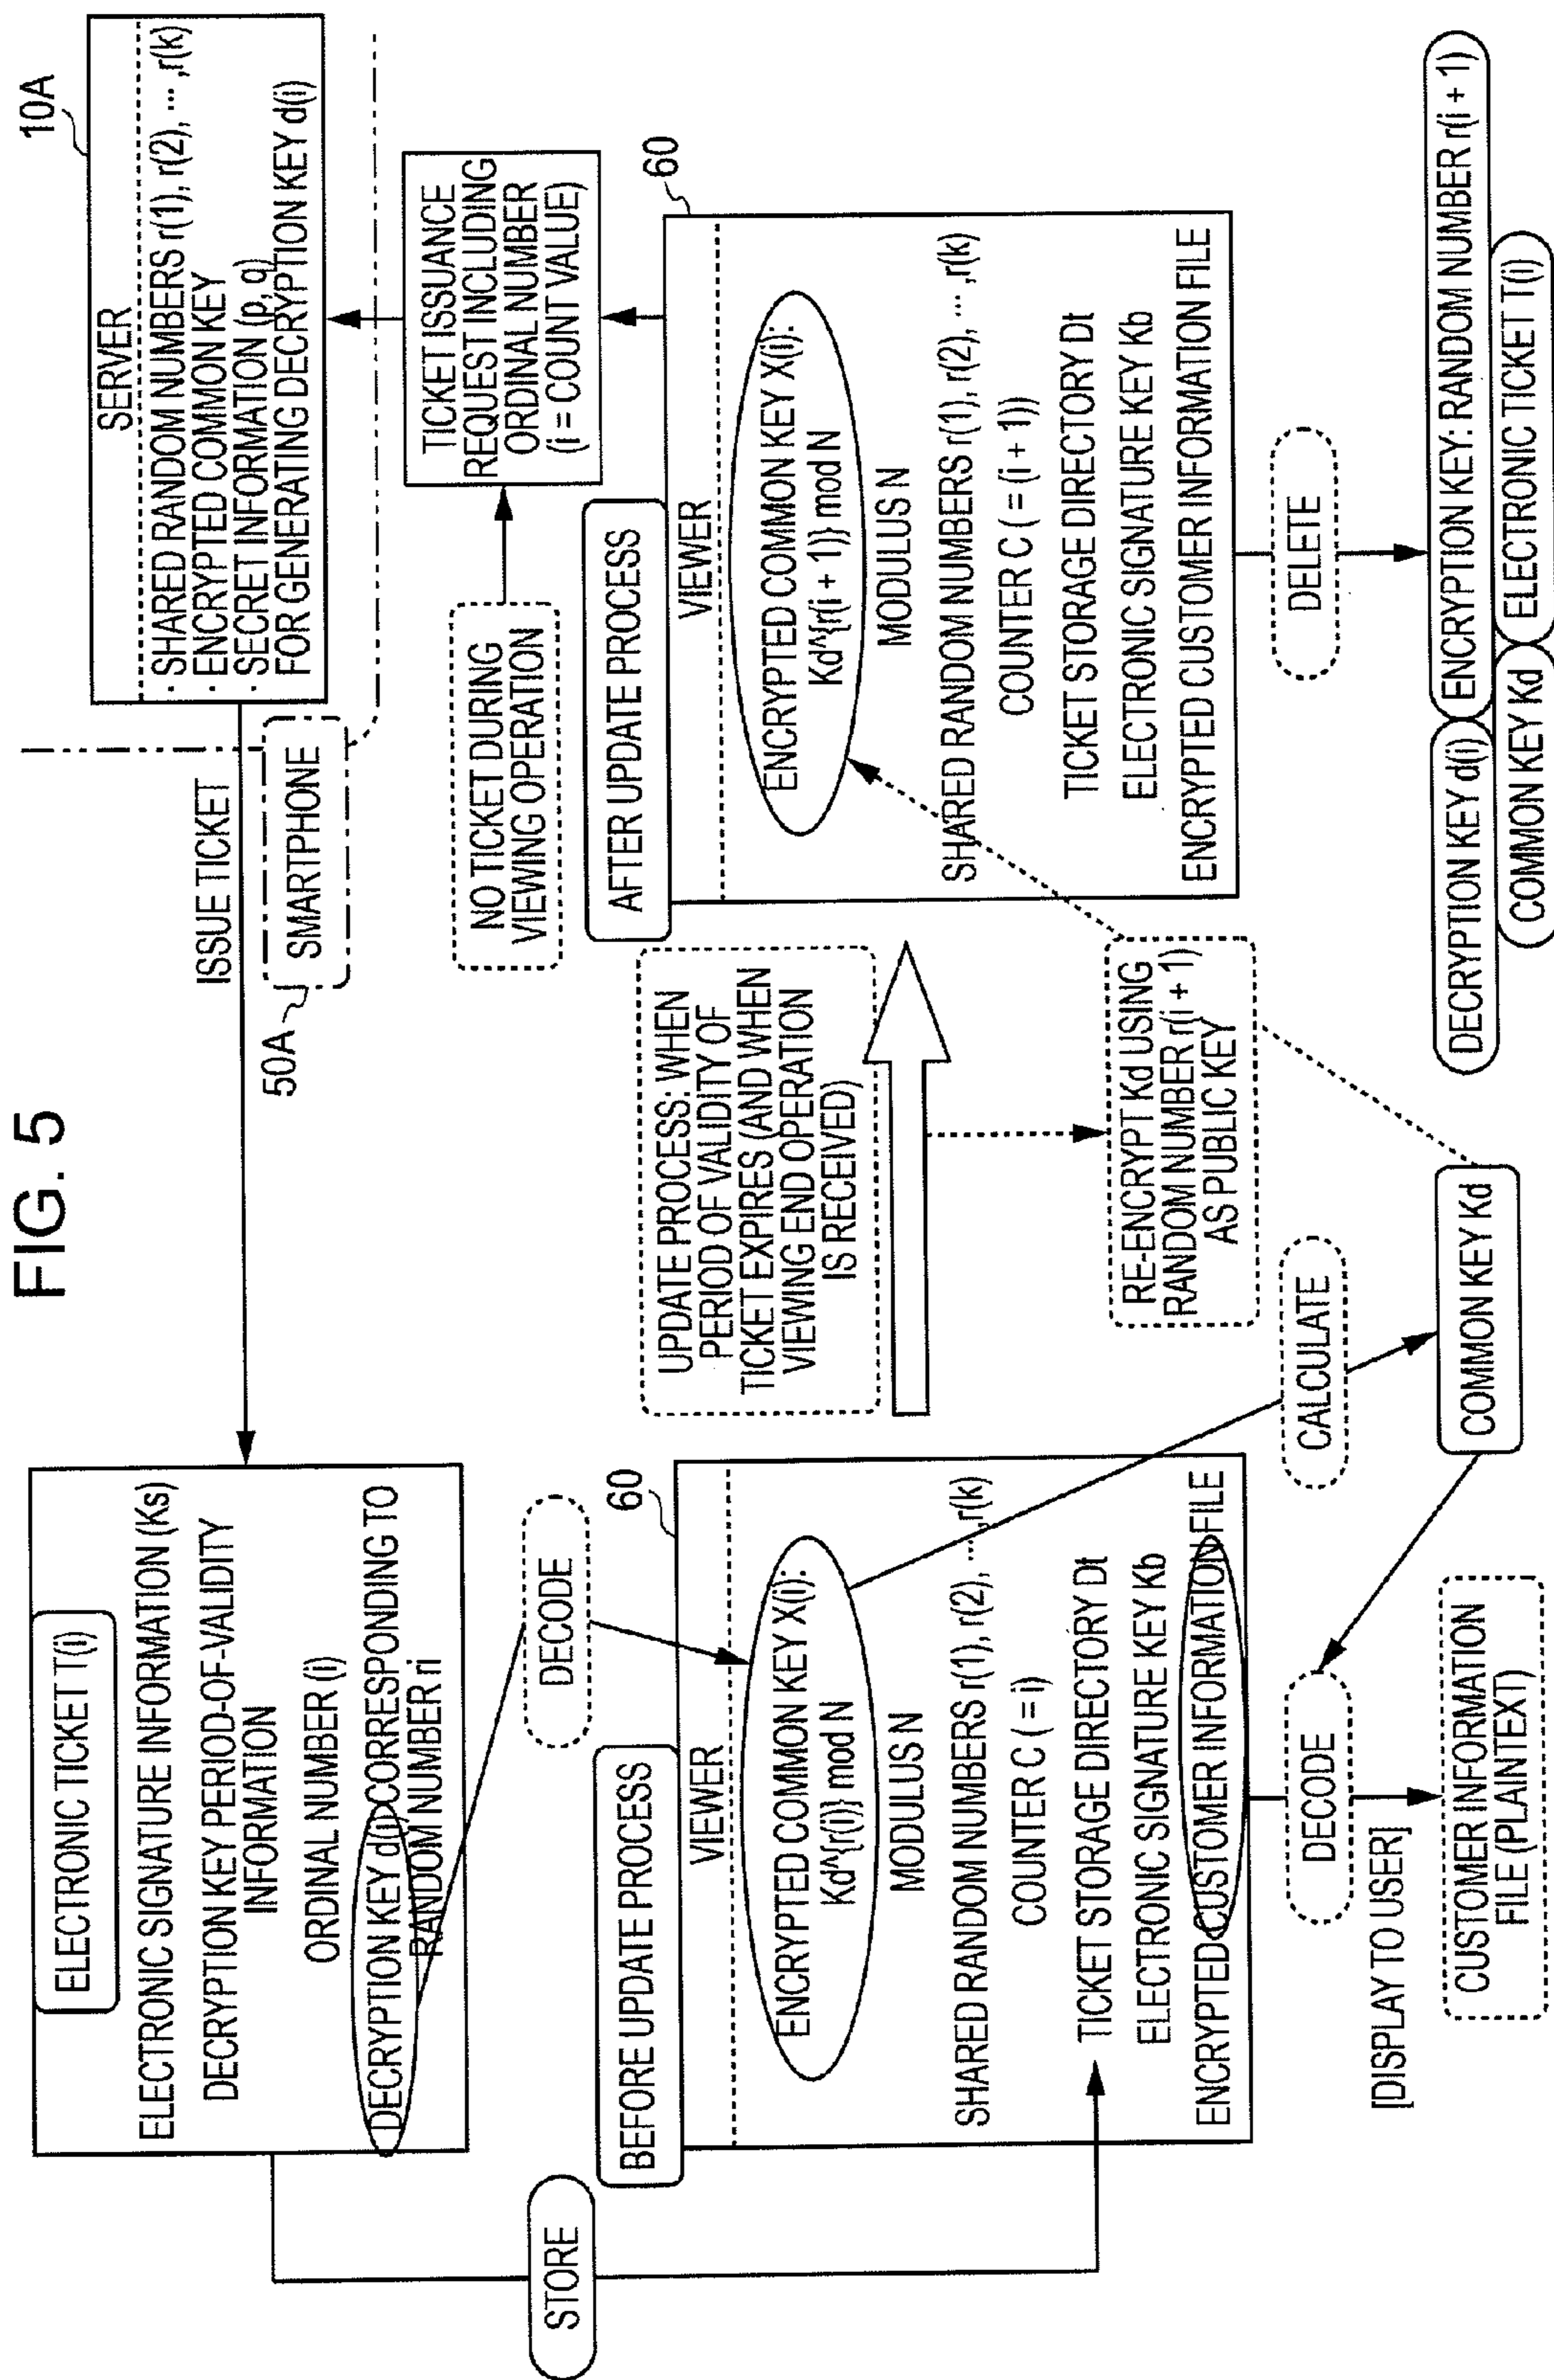 FIG. 5
ELECTRONIC TICKET T(i)
ELECTRONIC SIGNATURE INFORMATION (Ks)
DECRYPTION KEY PERIOD-OF-VALIDITY
INFORMATION
ORDINAL NUMBER (i)
DECRYPTION KEY d(i) CORRESPONDING TO
RANDOM NUMBER ri
ISSUE TICKET
50A
SMARTPHONE
10A
SERVER
· SHARED RANDOM NUMBERS r(1), r(2), ··· ,r(k)
· ENCRYPTED COMMON KEY
· SECRET INFORMATION (p, q)
FOR GENERATING DECRYPTION KEY d(i)
STORE
DECODE
NO TICKET DURING
VIEWING OPERATION
TICKET ISSUANCE
REQUEST INCLUDING
ORDINAL NUMBER
(i = COUNT VALUE)
BEFORE UPDATE PROCESS
60
VIEWER
ENCRYPTED COMMON KEY X(i):
Kd^{r(i)} mod N
MODULUS N
SHARED RANDOM NUMBERS r(1), r(2), ··· ,r(k)
COUNTER C ( = i)
TICKET STORAGE DIRECTORY Dt
ELECTRONIC SIGNATURE KEY Kb
ENCRYPTED CUSTOMER INFORMATION FILE
UPDATE PROCESS: WHEN
PERIOD OF VALIDITY OF
TICKET EXPIRES (AND WHEN
VIEWING END OPERATION
IS RECEIVED)
AFTER UPDATE PROCESS
60
VIEWER
ENCRYPTED COMMON KEY X(i):
Kd^{r(i + 1)} mod N
MODULUS N
SHARED RANDOM NUMBERS r(1), r(2), ··· ,r(k)
COUNTER C ( = (i + 1))
TICKET STORAGE DIRECTORY Dt
ELECTRONIC SIGNATURE KEY Kb
ENCRYPTED CUSTOMER INFORMATION FILE
RE-ENCRYPT Kd USING
RANDOM NUMBER r(i + 1)
AS PUBLIC KEY
[DISPLAY TO USER]
DECODE
CALCULATE
DELETE
CUSTOMER INFORMATION
FILE (PLAINTEXT)
COMMON KEY Kd
DECRYPTION KEY d(i)
ENCRYPTION KEY: RANDOM NUMBER r(i + 1)
COMMON KEY Kd
ELECTRONIC TICKET T(i)